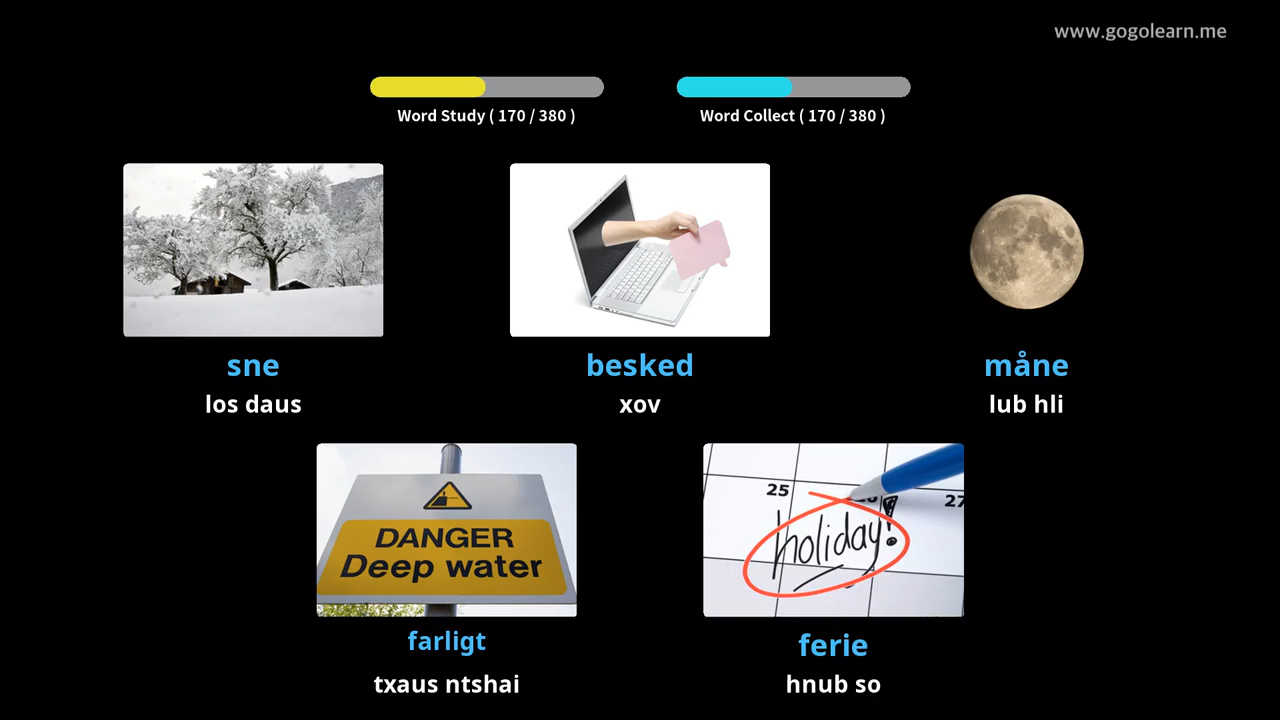 www.gogolearn.me
Word Study ( 170 / 380 )
Word Collect ( 170 / 380 )
sne
los daus
besked
xov
måne
lub hli
DANGER
Deep water
farligt
txaus ntshai
25
27
holiday!
ferie
hnub so